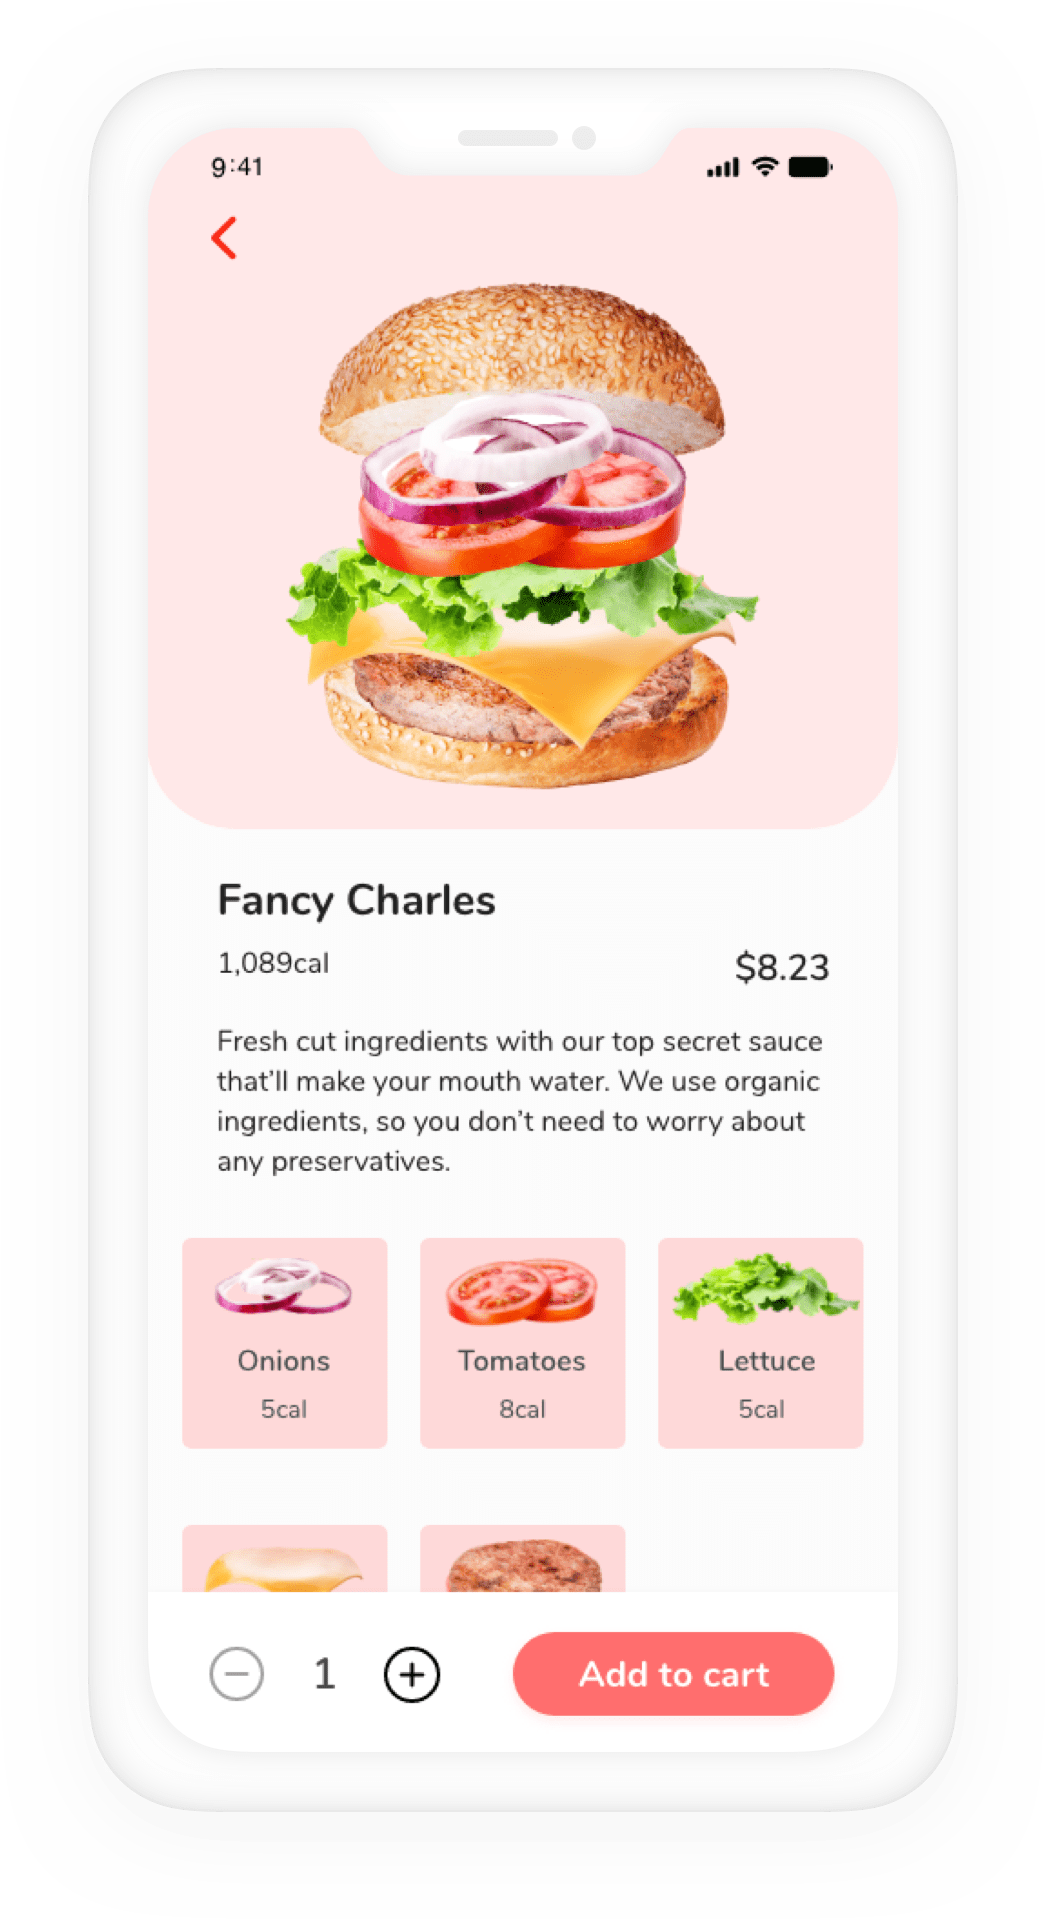 9:41
Fancy Charles
1,089cal
$8.23
Fresh cut ingredients with our top secret sauce
that’ll make your mouth water. We use organic
ingredients, so you don’t need to worry about
any preservatives.
Onions
5cal
Tomatoes
8cal
Lettuce
5cal
1
Add to cart